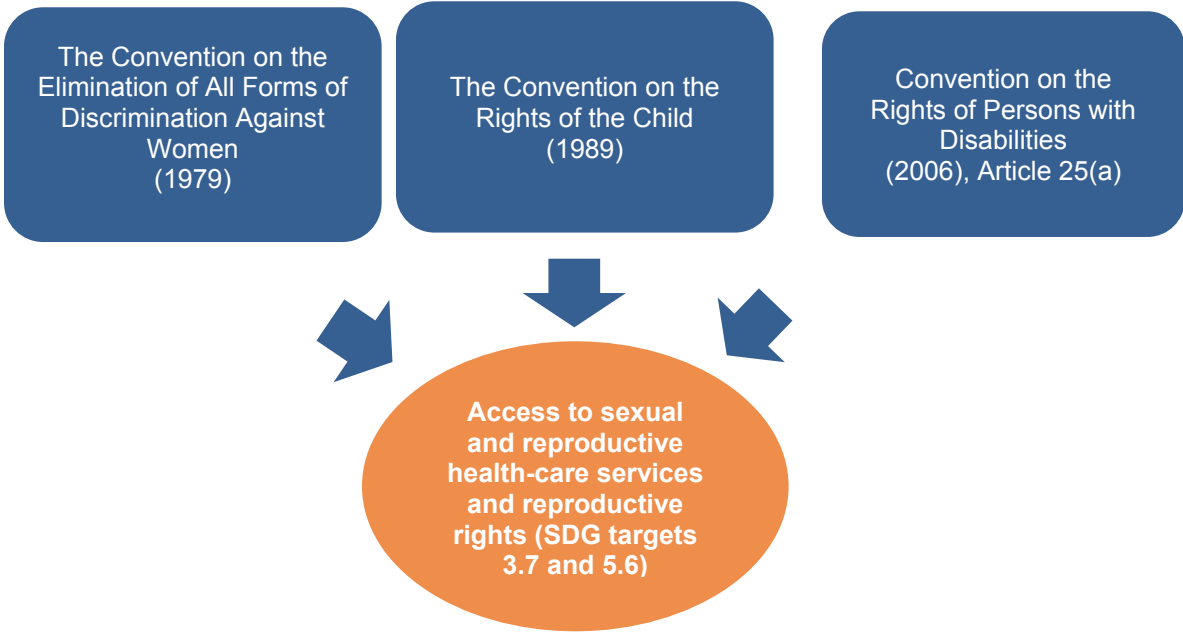 The Convention on the
Elimination of All Forms of
Discrimination Against
Women
(1979)
The Convention on the
Rights of the Child
(1989)
Convention on the
Rights of Persons with
Disabilities
(2006), Article 25(a)
Access to sexual
and reproductive
health-care services
and reproductive
rights (SDG targets
3.7 and 5.6)